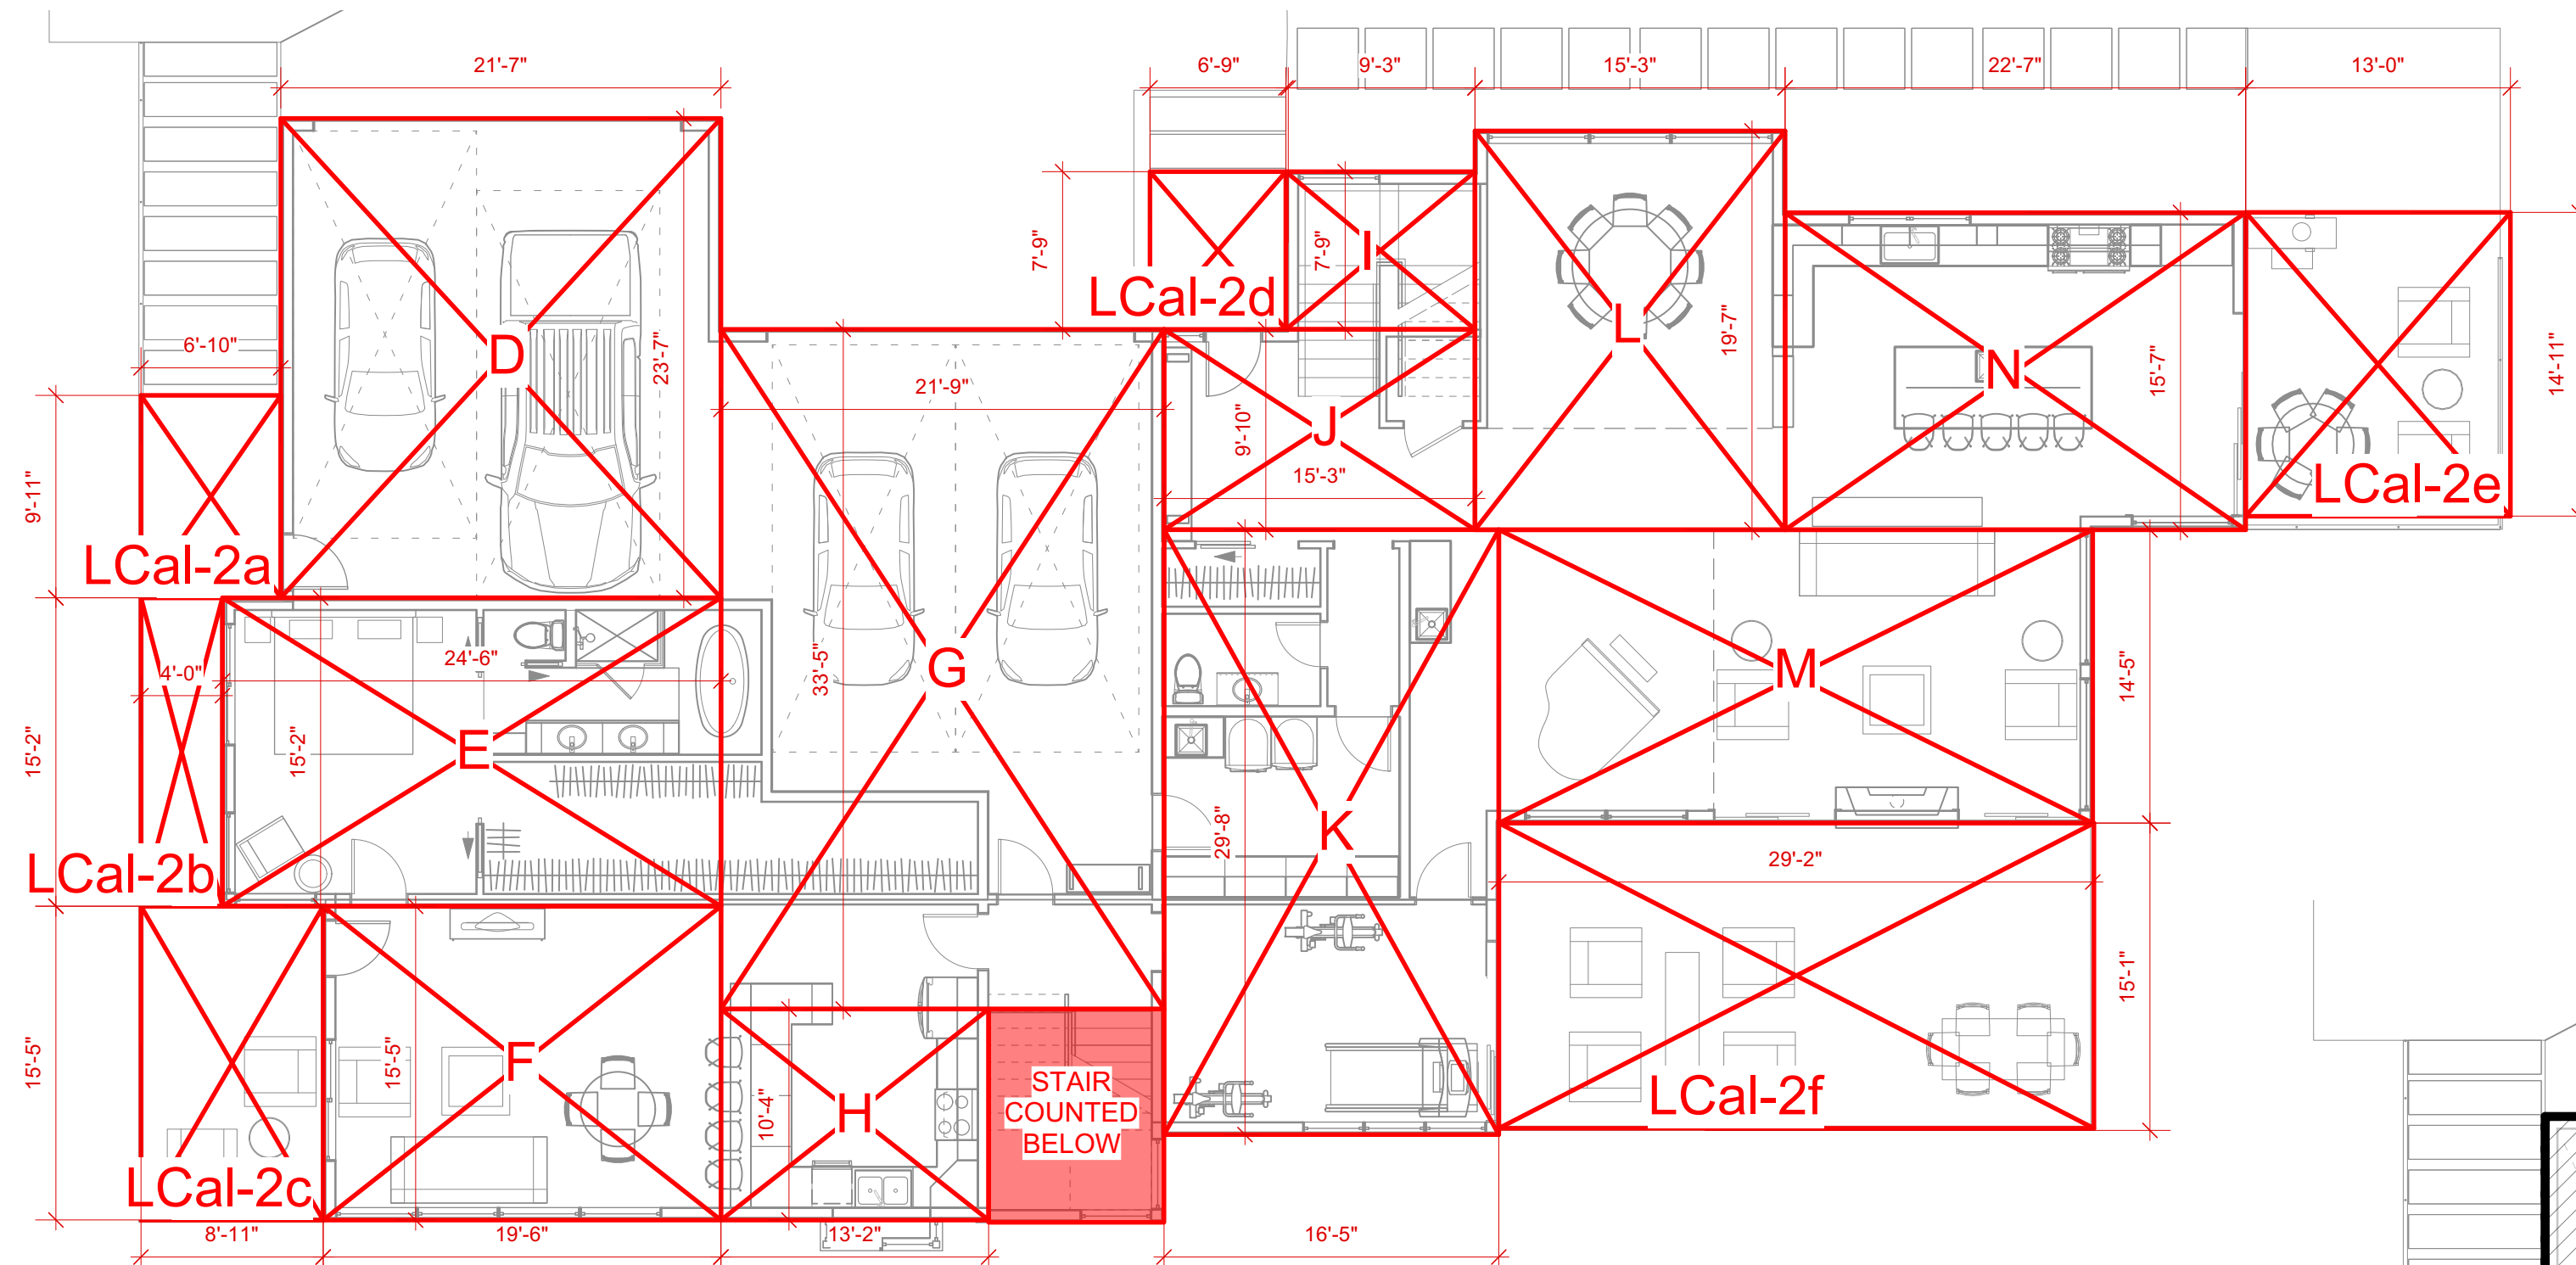 21'-7"
6'-9"
9'-3"
15'-3"
22'-7"
13'-0"
7'-9"
7'-9"
I
LCal-2d
L
19'-7"
6'-10"
D
23'-7"
21'-9"
9'-10"
J
15'-3"
N
15'-7"
14'-11"
LCal-2e
9'-11"
LCal-2a
24'-6"
4'-0"
33'-5"
G
M
14'-5"
15'-2"
15'-2"
E
29'-8"
K
29'-2"
LCal-2b
15'-1"
15'-5"
15'-5"
F
10'-4"
H
STAIR
COUNTED
BELOW
LCal-2f
LCal-2c
8'-11"
19'-6"
13'-2"
16'-5"